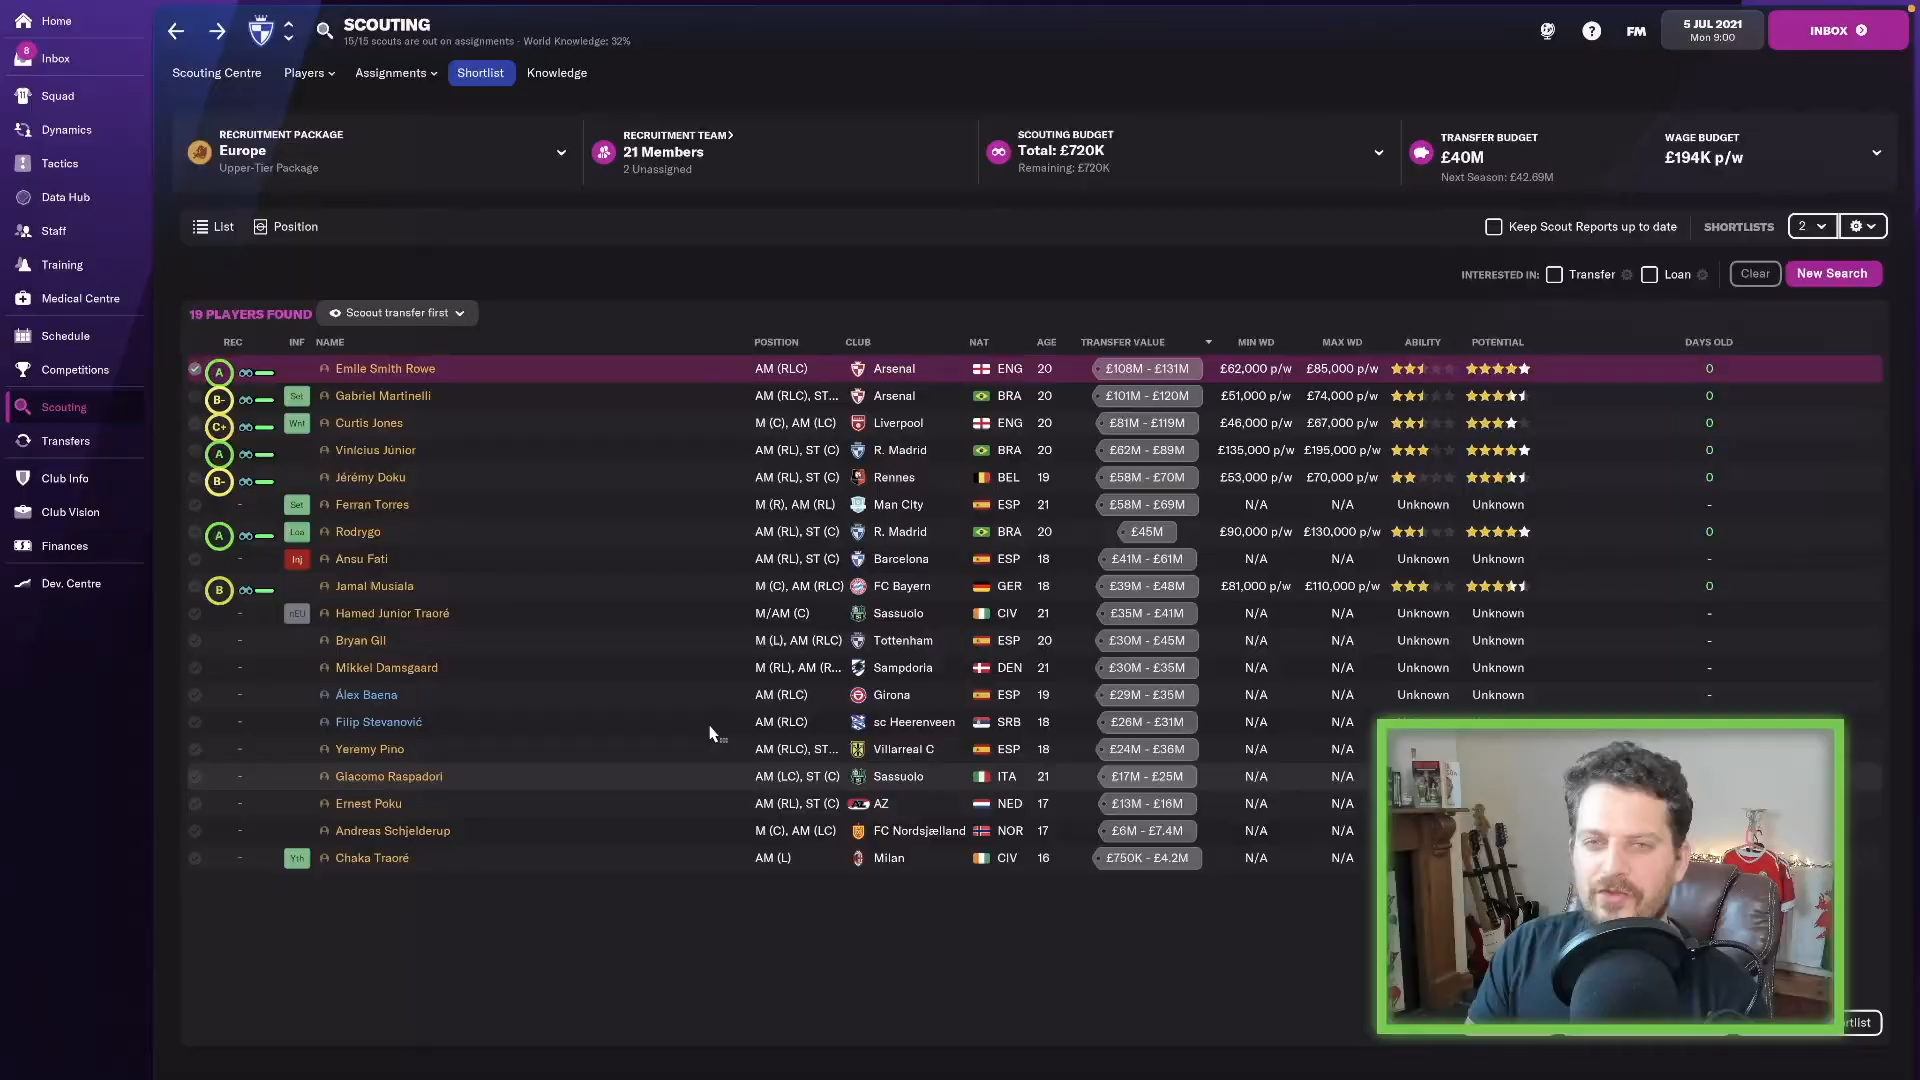 Home
8
Inbox
Squad
Dynamics
Tactics
Data Hub
Staff
Training
Medical Centre
Schedule
Competitions
Scouting
Transfers
Club Info
Club Vision
Finances
Dev. Centre
SCOUTING
15/15 scouts are out on assignments - World Knowledge: 32%
FM
5 JUL 2021
Mon 9:00
INBOX
Scouting Centre
Players
Assignments
Shortlist
Knowledge
RECRUITMENT PACKAGE
Europe
Upper-Tier Package
RECRUITMENT TEAM
21 Members
2 Unassigned
SCOUTING BUDGET
Total: £720K
Remaining: £720K
TRANSFER BUDGET
£40M
Next Season: £42.69M
WAGE BUDGET
£194K p/w
List
Position
Keep Scout Reports up to date
SHORTLISTS
2
INTERESTED IN: Transfer Loan
Clear
New Search
19 PLAYERS FOUND
Scoout transfer first
REC INF NAME POSITION CLUB NAT AGE TRANSFER VALUE MIN WD MAX WD ABILITY POTENTIAL DAYS OLD
A Emile Smith Rowe AM (RLC) Arsenal ENG 20 £108M - £131M £62,000 p/w £85,000 p/w 0
B- Set Gabriel Martinelli AM (RLC), ST... Arsenal BRA 20 £101M - £120M £51,000 p/w £74,000 p/w 0
C+ Wnt Curtis Jones M (C), AM (LC) Liverpool ENG 20 £81M - £119M £46,000 p/w £67,000 p/w 0
A Vinícius Júnior AM (RL), ST (C) R. Madrid BRA 20 £62M - £89M £135,000 p/w £195,000 p/w 0
B- Jérémy Doku AM (RL), ST (C) Rennes BEL 19 £58M - £70M £53,000 p/w £70,000 p/w 0
- Set Ferran Torres M (R), AM (RL) Man City ESP 21 £58M - £69M N/A N/A Unknown Unknown -
A Loa Rodrygo AM (RL), ST (C) R. Madrid BRA 20 £45M £90,000 p/w £130,000 p/w 0
- Inj Ansu Fati AM (RL), ST (C) Barcelona ESP 18 £41M - £61M N/A N/A Unknown Unknown -
B Jamal Musiala M (C), AM (RLC) FC Bayern GER 18 £39M - £48M £81,000 p/w £110,000 p/w 0
- nEU Hamed Junior Traoré M/AM (C) Sassuolo CIV 21 £35M - £41M N/A N/A Unknown Unknown -
- Bryan Gil M (L), AM (RLC) Tottenham ESP 20 £30M - £45M N/A N/A Unknown Unknown -
- Mikkel Damsgaard M (RL), AM (R... Sampdoria DEN 21 £30M - £35M N/A N/A Unknown Unknown -
- Álex Baena AM (RLC) Girona ESP 19 £29M - £35M N/A N/A Unknown Unknown -
- Filip Stevanović AM (RLC) sc Heerenveen SRB 18 £26M - £31M N/A N/A
- Yeremy Pino AM (RLC), ST... Villarreal C ESP 18 £24M - £36M N/A N/A
- Giacomo Raspadori AM (LC), ST (C) Sassuolo ITA 21 £17M - £25M N/A N/A
- Ernest Poku AM (RL), ST (C) AZ NED 17 £13M - £16M N/A N/A
- Andreas Schjelderup M (C), AM (LC) FC Nordsjælland NOR 17 £6M - £7.4M N/A N/A
- Yth Chaka Traoré AM (L) Milan CIV 16 £750K - £4.2M N/A N/A